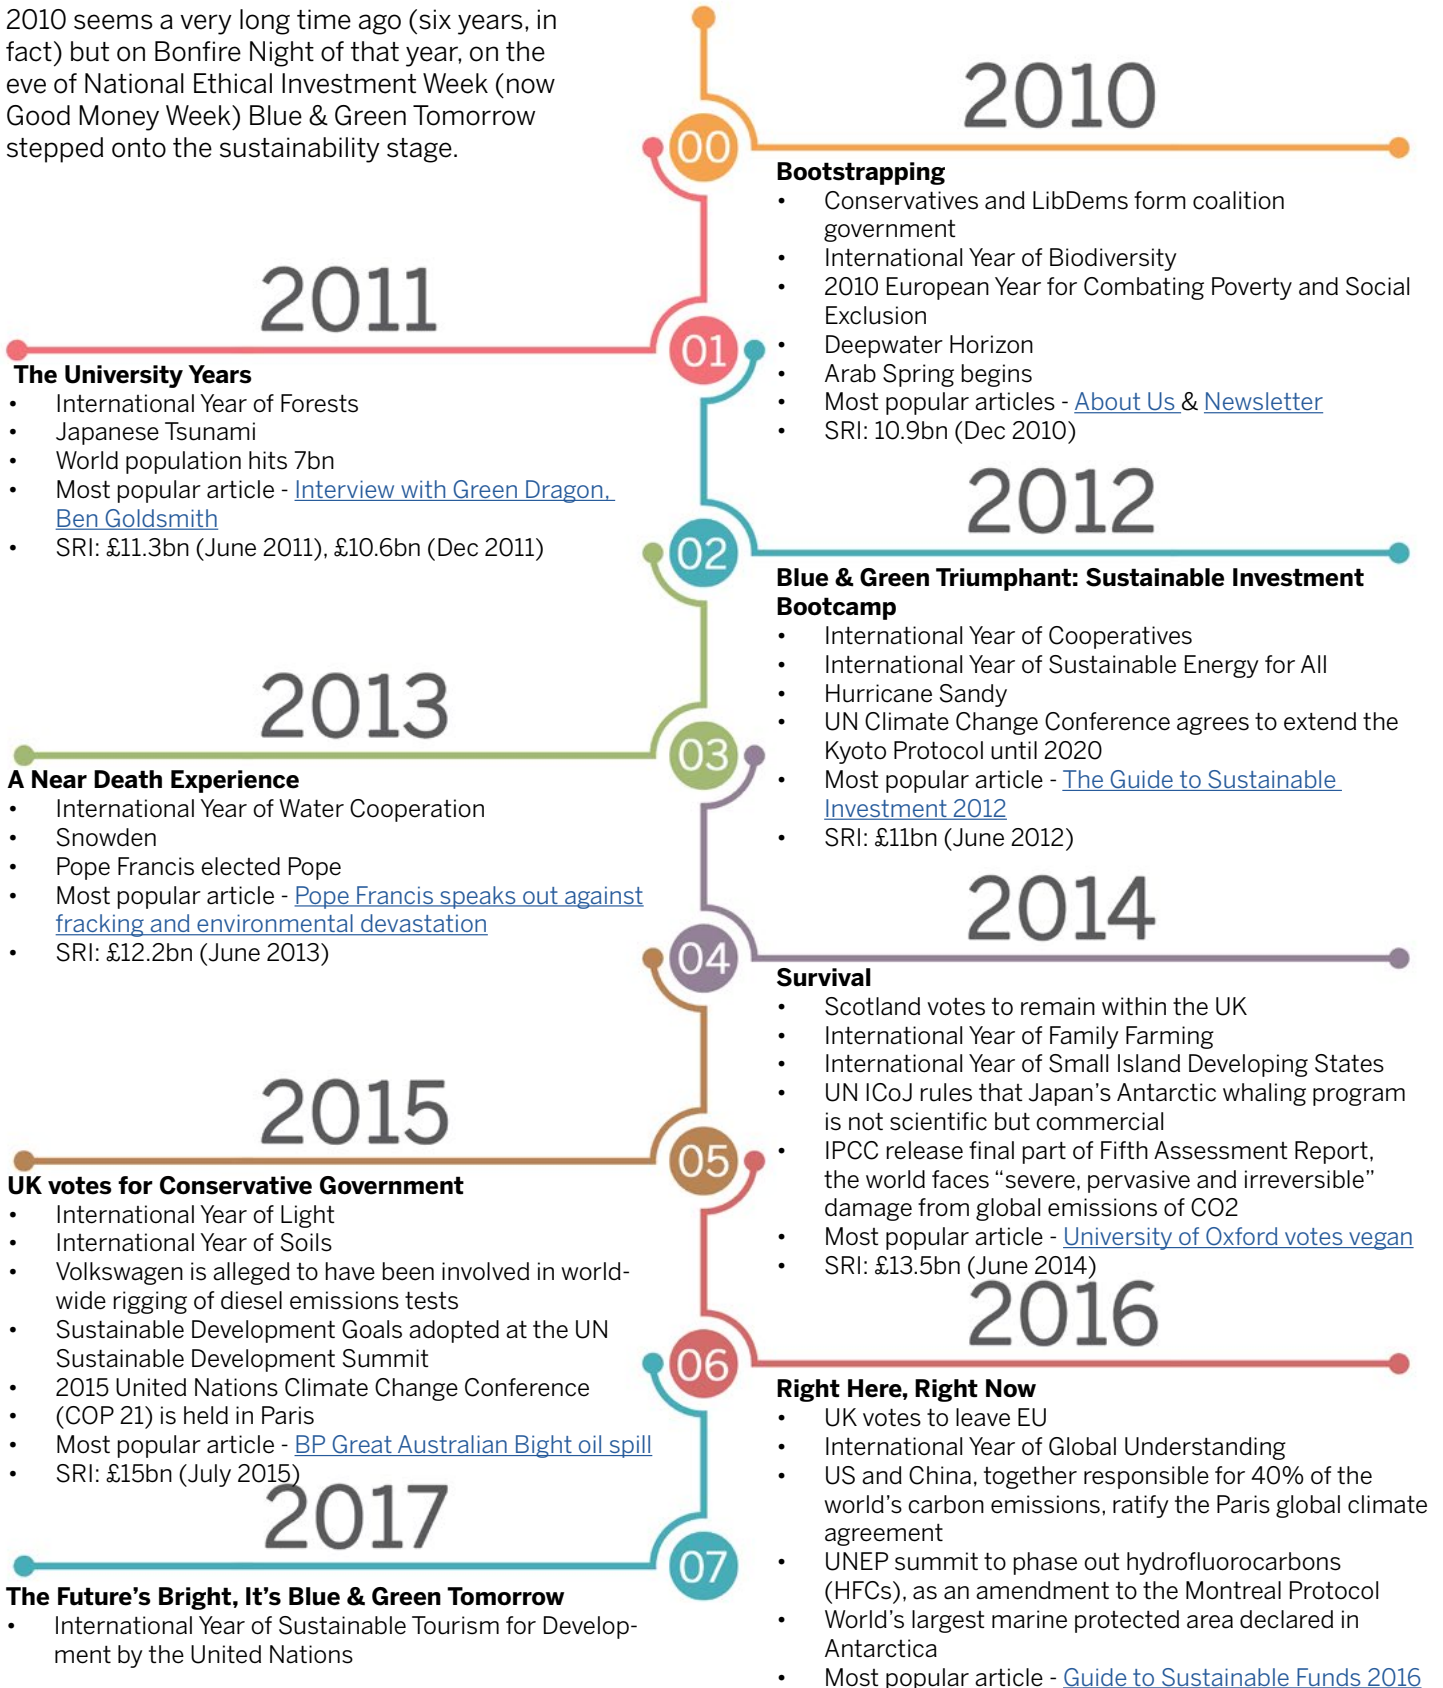 2010 seems a very long time ago (six years, in
fact) but on Bonfire Night of that year, on the
eve of National Ethical Investment Week (now
Good Money Week) Blue & Green Tomorrow
stepped onto the sustainability stage.
00
2010
Bootstrapping
• Conservatives and LibDems form coalition
government
• International Year of Biodiversity
• 2010 European Year for Combating Poverty and Social
Exclusion
• Deepwater Horizon
• Arab Spring begins
• Most popular articles - About Us & Newsletter
• SRI: 10.9bn (Dec 2010)
2011
01
The University Years
• International Year of Forests
• Japanese Tsunami
• World population hits 7bn
• Most popular article - Interview with Green Dragon,
Ben Goldsmith
• SRI: £11.3bn (June 2011), £10.6bn (Dec 2011)
2012
02
Blue & Green Triumphant: Sustainable Investment
Bootcamp
• International Year of Cooperatives
• International Year of Sustainable Energy for All
• Hurricane Sandy
• UN Climate Change Conference agrees to extend the
Kyoto Protocol until 2020
• Most popular article - The Guide to Sustainable
Investment 2012
• SRI: £11bn (June 2012)
2013
03
A Near Death Experience
• International Year of Water Cooperation
• Snowden
• Pope Francis elected Pope
• Most popular article - Pope Francis speaks out against
fracking and environmental devastation
• SRI: £12.2bn (June 2013)
2014
04
Survival
• Scotland votes to remain within the UK
• International Year of Family Farming
• International Year of Small Island Developing States
• UN ICoJ rules that Japan's Antarctic whaling program
is not scientific but commercial
• IPCC release final part of Fifth Assessment Report,
the world faces “severe, pervasive and irreversible”
damage from global emissions of CO2
• Most popular article - University of Oxford votes vegan
• SRI: £13.5bn (June 2014)
2015
05
UK votes for Conservative Government
• International Year of Light
• International Year of Soils
• Volkswagen is alleged to have been involved in world-
wide rigging of diesel emissions tests
• Sustainable Development Goals adopted at the UN
Sustainable Development Summit
• 2015 United Nations Climate Change Conference
• (COP 21) is held in Paris
• Most popular article - BP Great Australian Bight oil spill
• SRI: £15bn (July 2015)
2016
06
Right Here, Right Now
• UK votes to leave EU
• International Year of Global Understanding
• US and China, together responsible for 40% of the
world's carbon emissions, ratify the Paris global climate
agreement
• UNEP summit to phase out hydrofluorocarbons
(HFCs), as an amendment to the Montreal Protocol
• World's largest marine protected area declared in
Antarctica
• Most popular article - Guide to Sustainable Funds 2016
2017
07
The Future's Bright, It's Blue & Green Tomorrow
• International Year of Sustainable Tourism for Develop-
ment by the United Nations